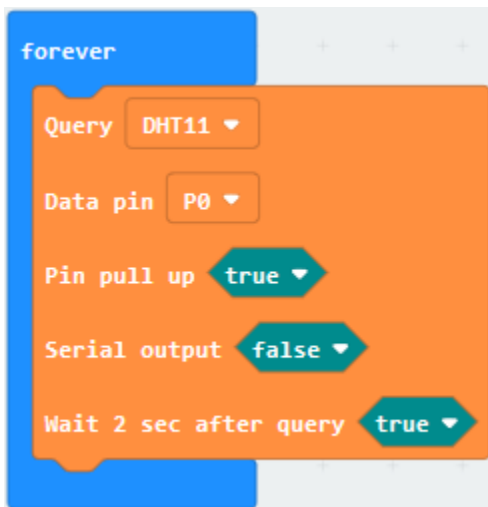 forever
Query DHT11
Data pin P0
Pin pull up true
Serial output false
Wait 2 sec after query true